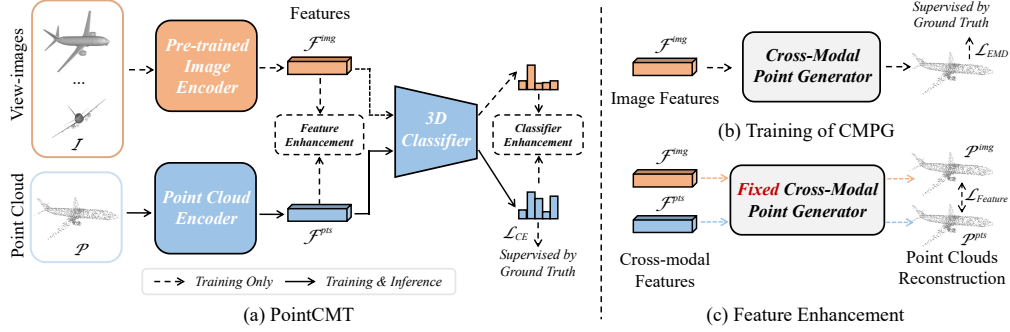 View-images
...
I
Pre-trained
Image
Encoder
Features
F^img
Feature
Enhancement
3D
Classifier
Classifier
Enhancement
Point Cloud
P
Point Cloud
Encoder
F^pts
L_CE
Supervised by
Ground Truth
Training Only
Training & Inference
(a) PointCMT
F^img
Image Features
Cross-Modal
Point Generator
Supervised by
Ground Truth
L_EMD
(b) Training of CMPG
F^img
F^pts
Cross-modal
Features
Fixed Cross-Modal
Point Generator
P^img
L_Feature
P^pts
Point Clouds
Reconstruction
(c) Feature Enhancement